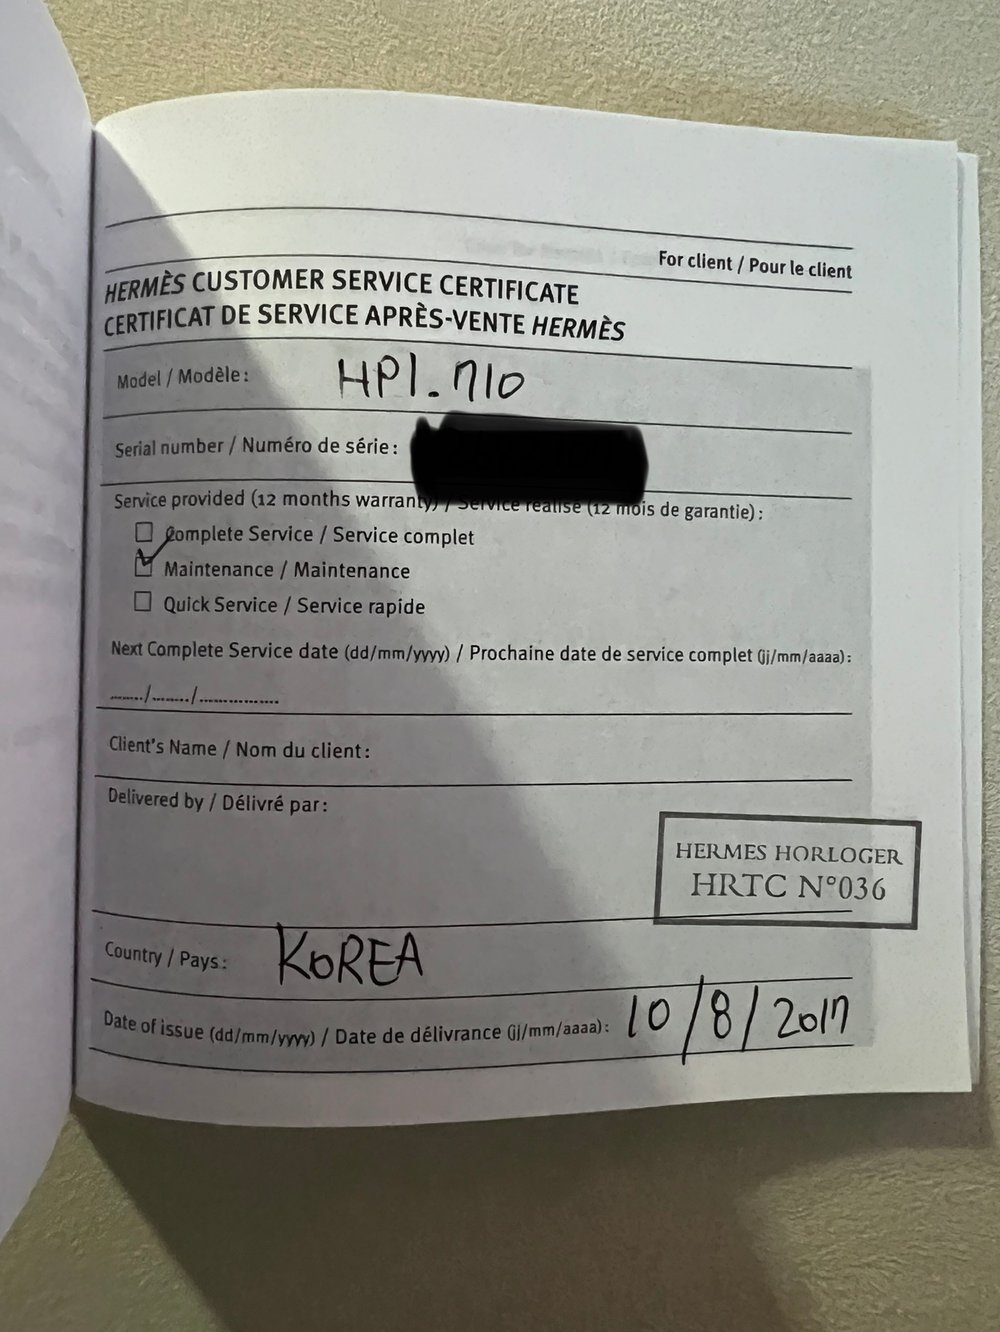 For client / Pour le client
HERMÈS CUSTOMER SERVICE CERTIFICATE
CERTIFICAT DE SERVICE APRÈS-VENTE HERMÈS
Model / Modèle: HP1.710
Serial number / Numéro de série:
Service provided (12 months warranty) / Service réalisé (12 mois de garantie):
Complete Service / Service complet
Maintenance / Maintenance
Quick Service / Service rapide
Next Complete Service date (dd/mm/yyyy) / Prochaine date de service complet (jj/mm/aaaa):
......./......../...............
Client's Name / Nom du client:
Delivered by / Délivré par:
HERMES HORLOGER
HRTC N°036
Country / Pays: KOREA
Date of issue (dd/mm/yyyy) / Date de délivrance (jj/mm/aaaa): 10/8/2017